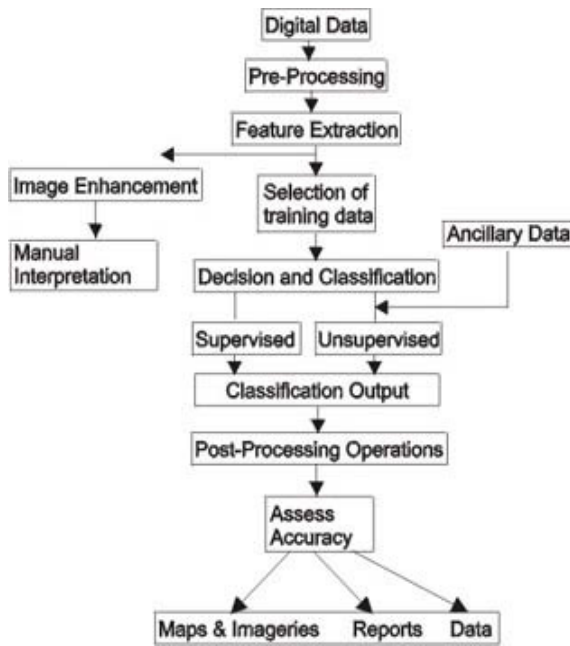 Digital Data
Pre-Processing
Feature Extraction
Image Enhancement
Selection of
training data
Manual
Interpretation
Ancillary Data
Decision and Classification
Supervised
Unsupervised
Classification Output
Post-Processing Operations
Assess
Accuracy
Maps & Imageries Reports Data